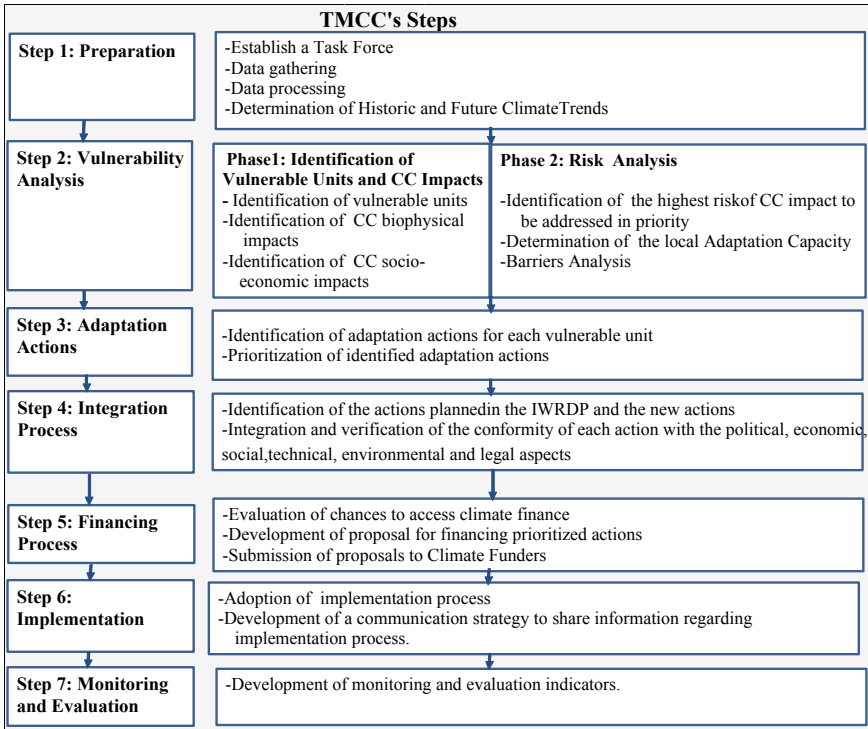 TMCC's Steps
Step 1: Preparation
-Establish a Task Force
-Data gathering
-Data processing
-Determination of Historic and Future ClimateTrends
Step 2: Vulnerability
Analysis
Phase1: Identification of
Vulnerable Units and CC Impacts
- Identification of vulnerable units
-Identification of CC biophysical
impacts
-Identification of CC socio-
economic impacts
Phase 2: Risk Analysis
-Identification of the highest riskof CC impact to
be addressed in priority
-Determination of the local Adaptation Capacity
-Barriers Analysis
Step 3: Adaptation
Actions
-Identification of adaptation actions for each vulnerable unit
-Prioritization of identified adaptation actions
Step 4: Integration
Process
-Identification of the actions plannedin the IWRDP and the new actions
-Integration and verification of the conformity of each action with the political, economic,
social,technical, environmental and legal aspects
Step 5: Financing
Process
-Evaluation of chances to access climate finance
-Development of proposal for financing prioritized actions
-Submission of proposals to Climate Funders
Step 6:
Implementation
-Adoption of implementation process
-Development of a communication strategy to share information regarding
implementation process.
Step 7: Monitoring
and Evaluation
-Development of monitoring and evaluation indicators.